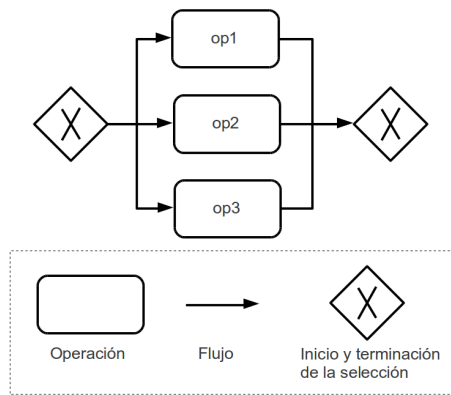 op1
X
op2
X
op3
X
Operación
Flujo
Inicio y terminación
de la selección